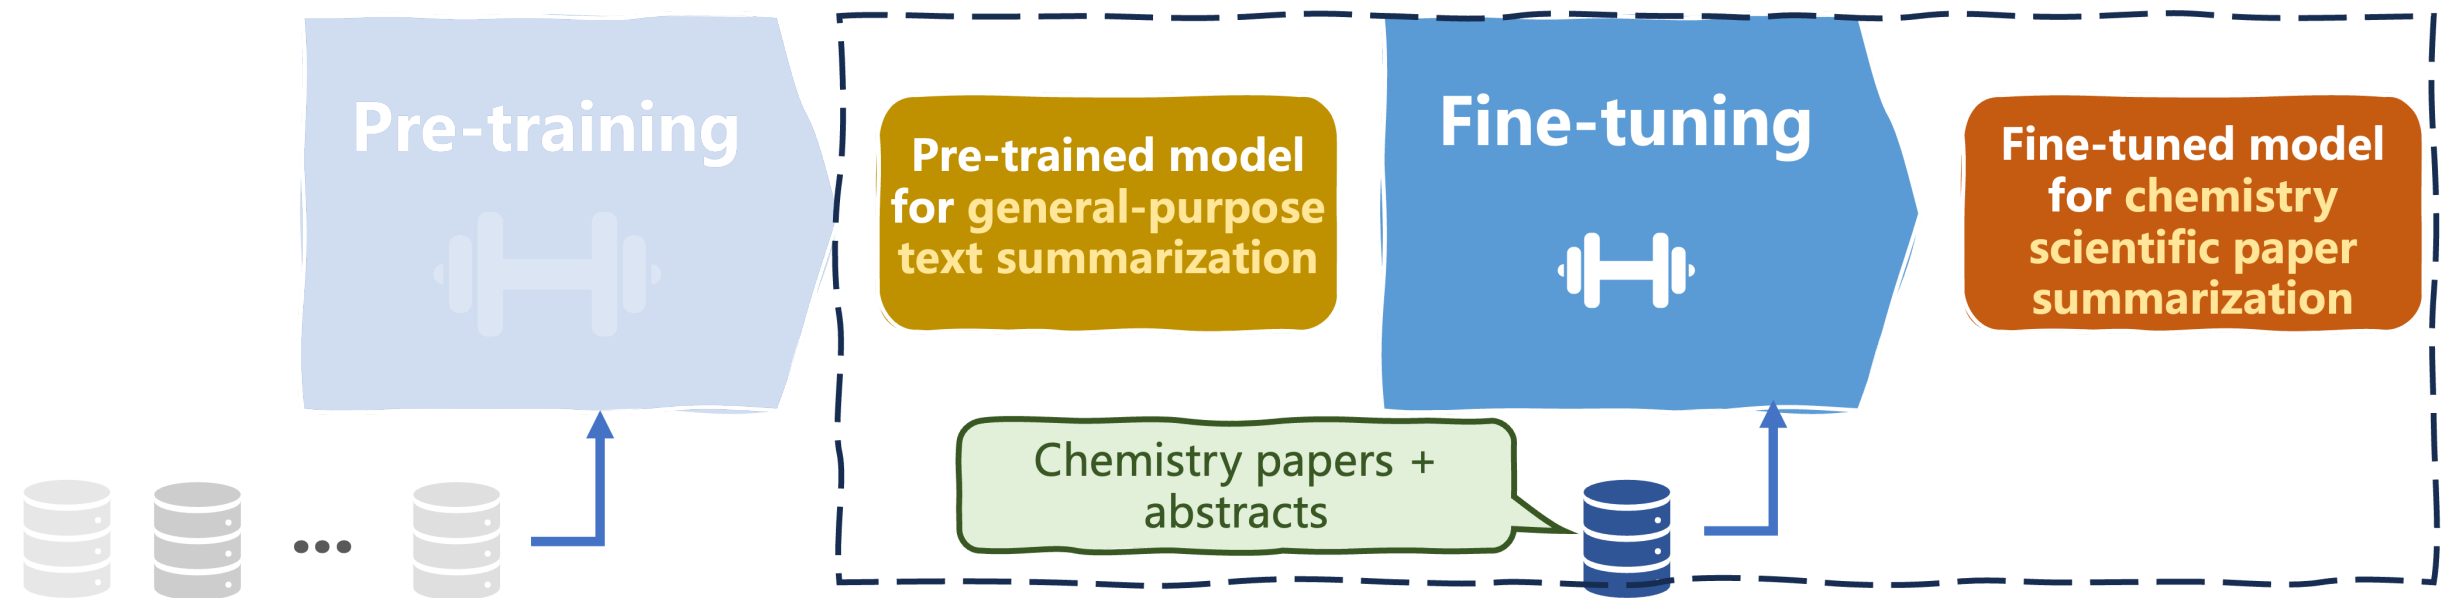 Pre-training
Pre-trained model
for general-purpose
text summarization
Fine-tuning
Fine-tuned model
for chemistry
scientific paper
summarization
Chemistry papers +
abstracts